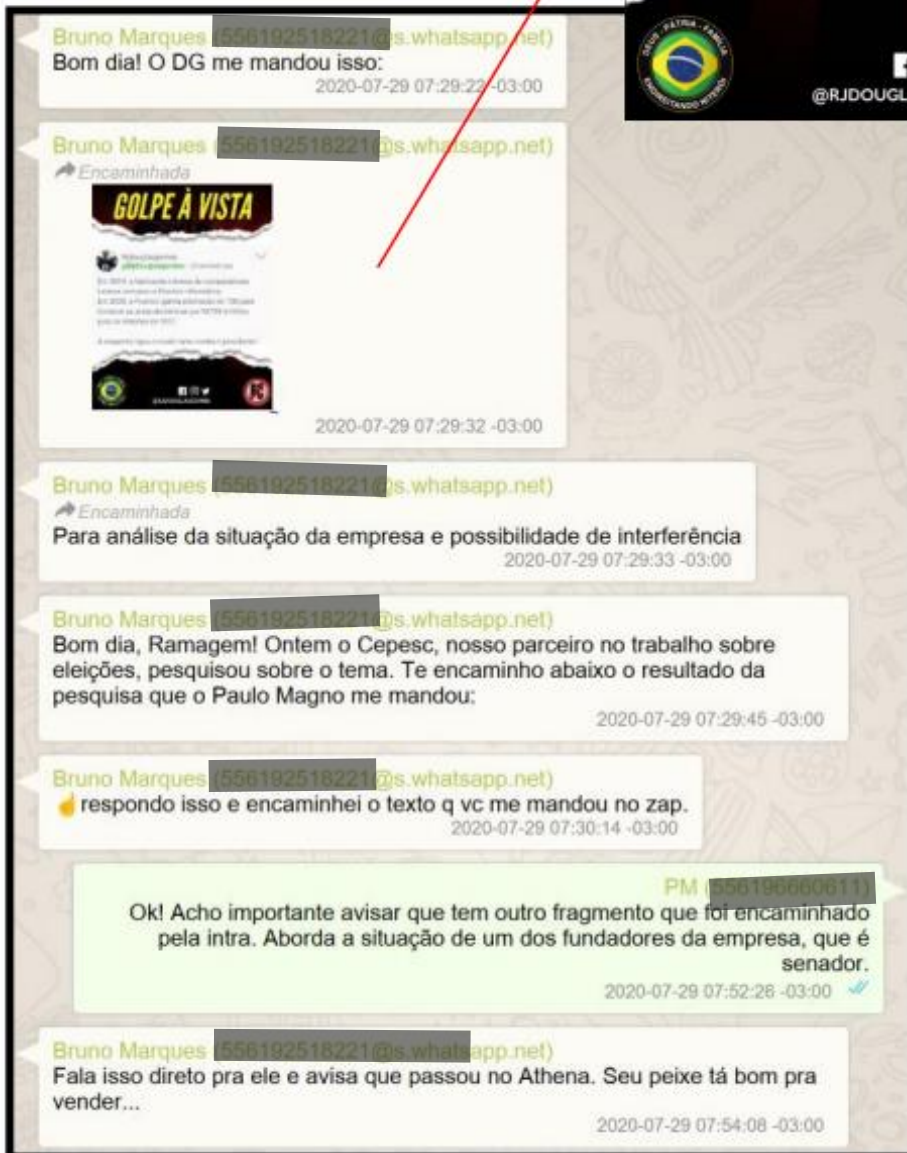 DEUS - PÁTRIA - FAMÍLIA
ENDIREITANDO NITERÓI
@RJDOUGL
Bruno Marques s.whatsapp.net)
Bom dia! O DG me mandou isso:
2020-07-29 07:29:22 -03:00
Bruno Marques @s.whatsapp.net)
Encaminhada
GOLPE À VISTA
2020-07-29 07:29:32 -03:00
Bruno Marques s.whatsapp.net)
Encaminhada
Para análise da situação da empresa e possibilidade de interferência
2020-07-29 07:29:33 -03:00
Bruno Marques s.whatsapp.net)
Bom dia, Ramagem! Ontem o Cepesc, nosso parceiro no trabalho sobre
eleições, pesquisou sobre o tema. Te encaminho abaixo o resultado da
pesquisa que o Paulo Magno me mandou:
2020-07-29 07:29:45 -03:00
Bruno Marques s.whatsapp.net)
☝️respondo isso e encaminhei o texto q vc me mandou no zap.
2020-07-29 07:30:14 -03:00
PM
Ok! Acho importante avisar que tem outro fragmento que foi encaminhado
pela intra. Aborda a situação de um dos fundadores da empresa, que é
senador.
2020-07-29 07:52:26 -03:00
Bruno Marques app.net)
Fala isso direto pra ele e avisa que passou no Athena. Seu peixe tá bom pra
vender...
2020-07-29 07:54:08 -03:00